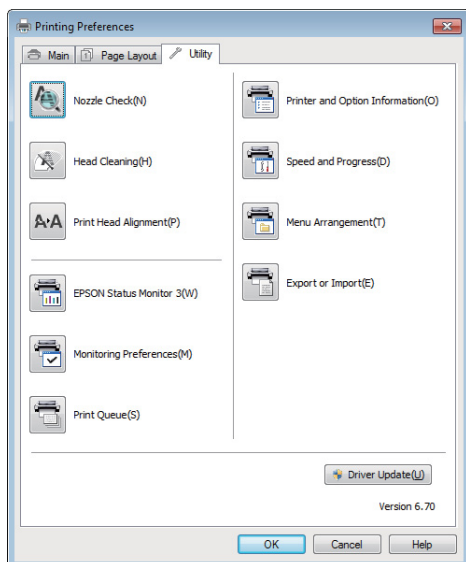 Printing Preferences
Main
Page Layout
Utility
Nozzle Check(N)
Head Cleaning(H)
Print Head Alignment(P)
EPSON Status Monitor 3(W)
Monitoring Preferences(M)
Print Queue(S)
Printer and Option Information(O)
Speed and Progress(D)
Menu Arrangement(T)
Export or Import(E)
Driver Update(U)
Version 6.70
OK
Cancel
Help